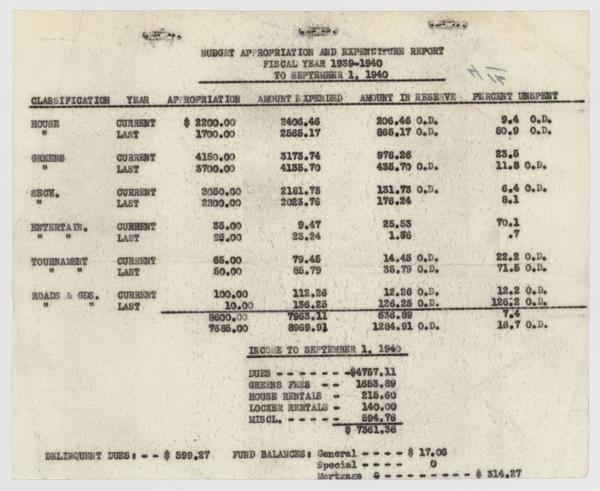 BUDGET APPROPRIATION AND EXPENDITURE REPORT
FISCAL YEAR 1939-1940
TO SEPTEMBER 1, 1940
CLASSIFICATION YEAR APPROPRIATION AMOUNT EXPENDED AMOUNT IN RESERVE PERCENT UNSPENT
HOUSE CURRENT $ 2200.00 2406.46 206.46 O.D. 9.4 O.D.
" LAST 1700.00 2565.17 865.17 O.D. 50.9 O.D.
GREENS CURRENT 4150.00 3173.74 976.26 23.5
" LAST 3700.00 4135.70 435.70 O.D. 11.8 O.D.
SECY. CURRENT 2050.00 2181.73 131.73 O.D. 6.4 O.D.
" LAST 2200.00 2023.76 176.24 8.1
ENTERTAIN. CURRENT 35.00 9.47 25.53 70.1
" " LAST 25.00 23.24 1.76 .7
TOURNAMENT CURRENT 65.00 79.45 14.45 O.D. 22.2 O.D.
" " LAST 50.00 85.79 35.79 O.D. 71.5 O.D.
ROADS & GDS. CURRENT 100.00 112.26 12.26 O.D. 12.2 O.D.
" " LAST 10.00 136.25 126.25 O.D. 126.2 O.D.
8600.00 7963.11 636.89 7.4
7685.00 8969.91 1284.91 O.D. 16.7 O.D.
INCOME TO SEPTEMBER 1, 1940
DUES - - - - - - - $4757.11
GREENS FEES - - 1653.89
HOUSE RENTALS - 215.60
LOCKER RENTALS - 140.00
MISCL. - - - - - 594.76
$ 7361.36
DELINQUENT DUES: - - $ 599.27 FUND BALANCES: General - - - - $ 17.06
Special - - - - 0
Mortgage - - - - - - - - - $ 314.27